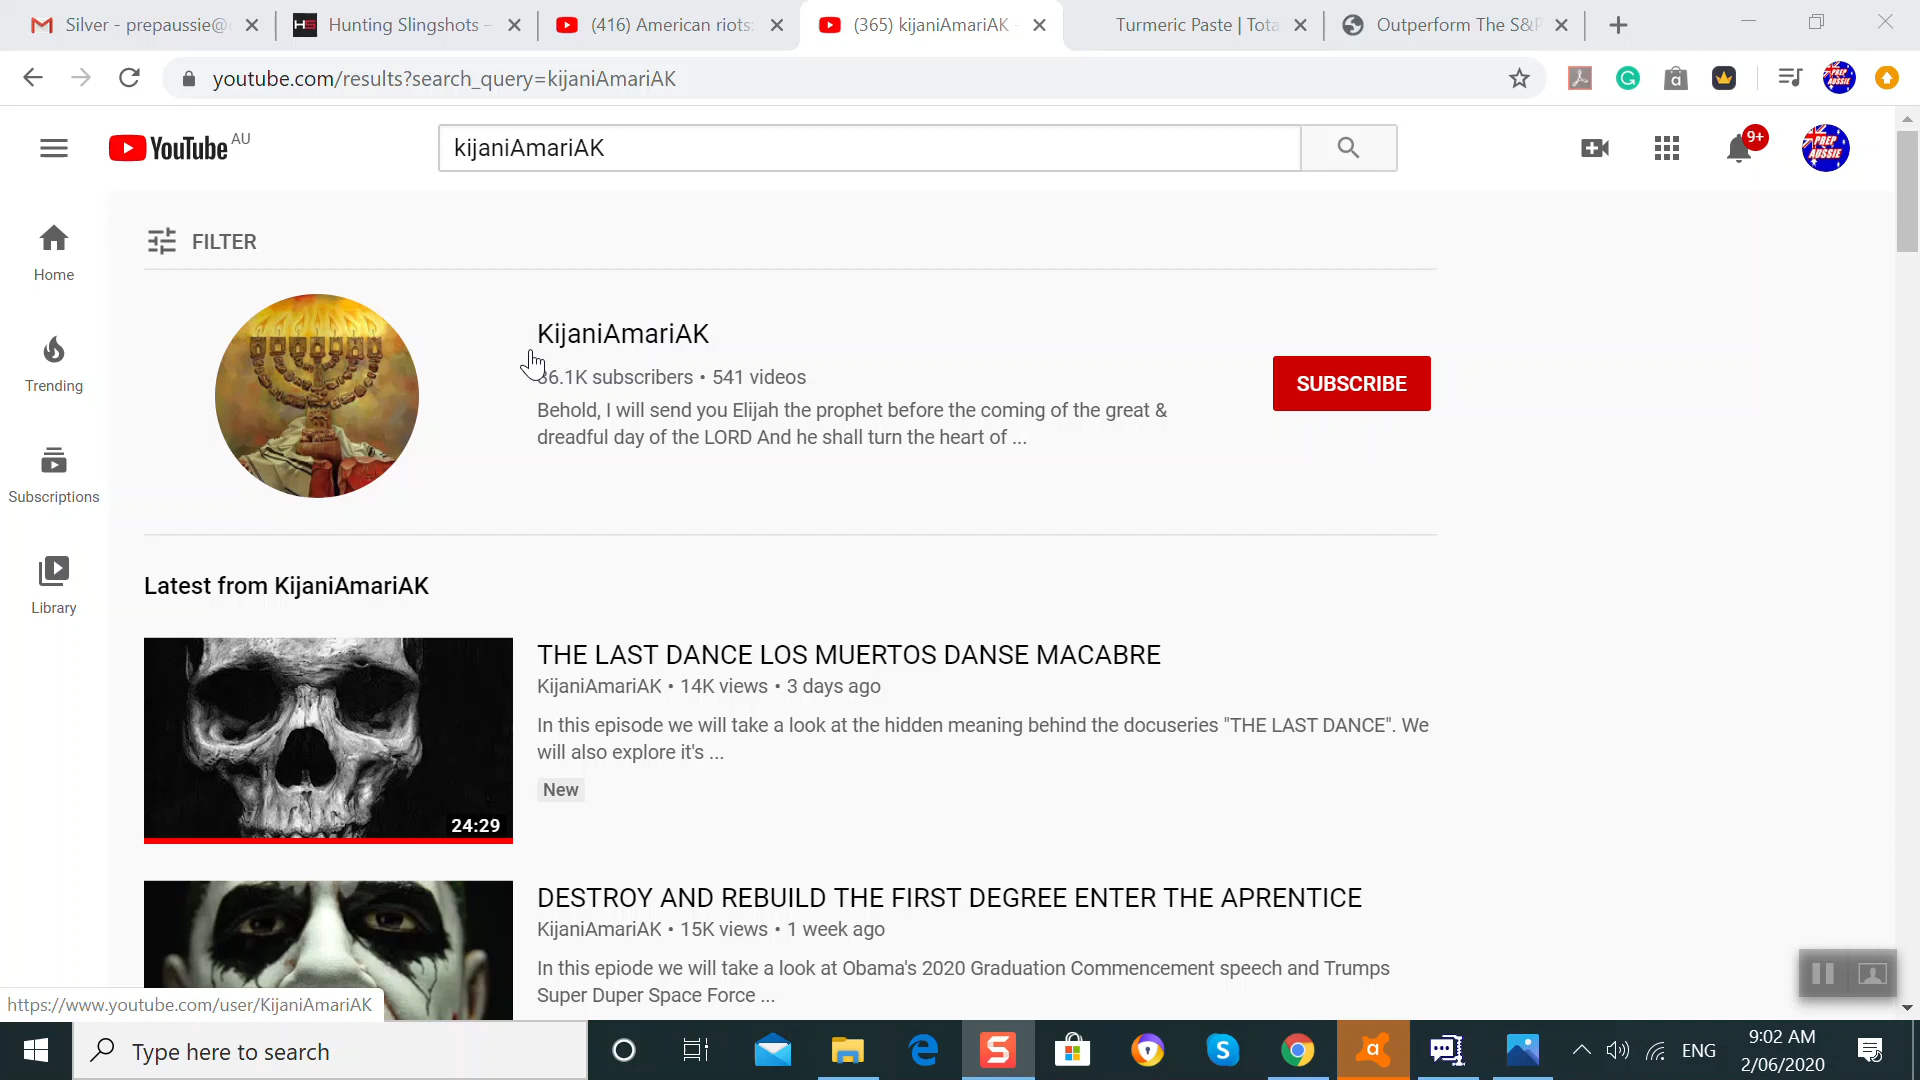 Silver - prepaussie@
Hunting Slingshots –
(416) American riots:
(365) kijaniAmariAK -
Turmeric Paste | Tota
Outperform The S&P
youtube.com/results?search_query=kijaniAmariAK
YouTube AU
kijaniAmariAK
9+
PREP AUSSIE
Home
Trending
Subscriptions
Library
FILTER
KijaniAmariAK
36.1K subscribers • 541 videos
Behold, I will send you Elijah the prophet before the coming of the great &
dreadful day of the LORD And he shall turn the heart of ...
SUBSCRIBE
Latest from KijaniAmariAK
24:29
THE LAST DANCE LOS MUERTOS DANSE MACABRE
KijaniAmariAK • 14K views • 3 days ago
In this episode we will take a look at the hidden meaning behind the docuseries "THE LAST DANCE". We
will also explore it's ...
New
DESTROY AND REBUILD THE FIRST DEGREE ENTER THE APRENTICE
KijaniAmariAK • 15K views • 1 week ago
In this epiode we will take a look at Obama's 2020 Graduation Commencement speech and Trumps
Super Duper Space Force ...
https://www.youtube.com/user/KijaniAmariAK
Type here to search
ENG
9:02 AM
2/06/2020